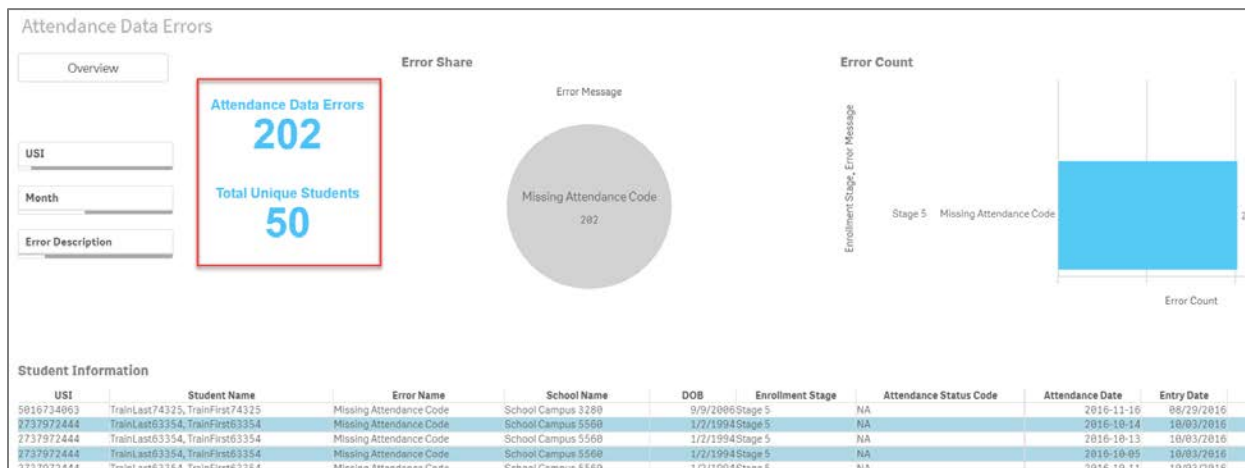 Attendance Data Errors
Overview
Error Share
Error Count
Attendance Data Errors
202
Total Unique Students
50
Error Message
Missing Attendance Code
202
USI
Month
Error Description
Enrollment Stage, Error Message
Stage 5 Missing Attendance Code
2
Error Count
Student Information
USI Student Name Error Name School Name DOB Enrollment Stage Attendance Status Code Attendance Date Entry Date
5016734063 TrainLast74325, TrainFirst74325 Missing Attendance Code School Campus 3280 9/9/2006 Stage 5 NA 2016-11-16 08/29/2016
2737972444 TrainLast63354, TrainFirst63354 Missing Attendance Code School Campus 5560 1/2/1994 Stage 5 NA 2016-10-14 10/03/2016
2737972444 TrainLast63354, TrainFirst63354 Missing Attendance Code School Campus 5560 1/2/1994 Stage 5 NA 2016-10-13 10/03/2016
2737972444 TrainLast63354, TrainFirst63354 Missing Attendance Code School Campus 5560 1/2/1994 Stage 5 NA 2016-10-05 10/03/2016